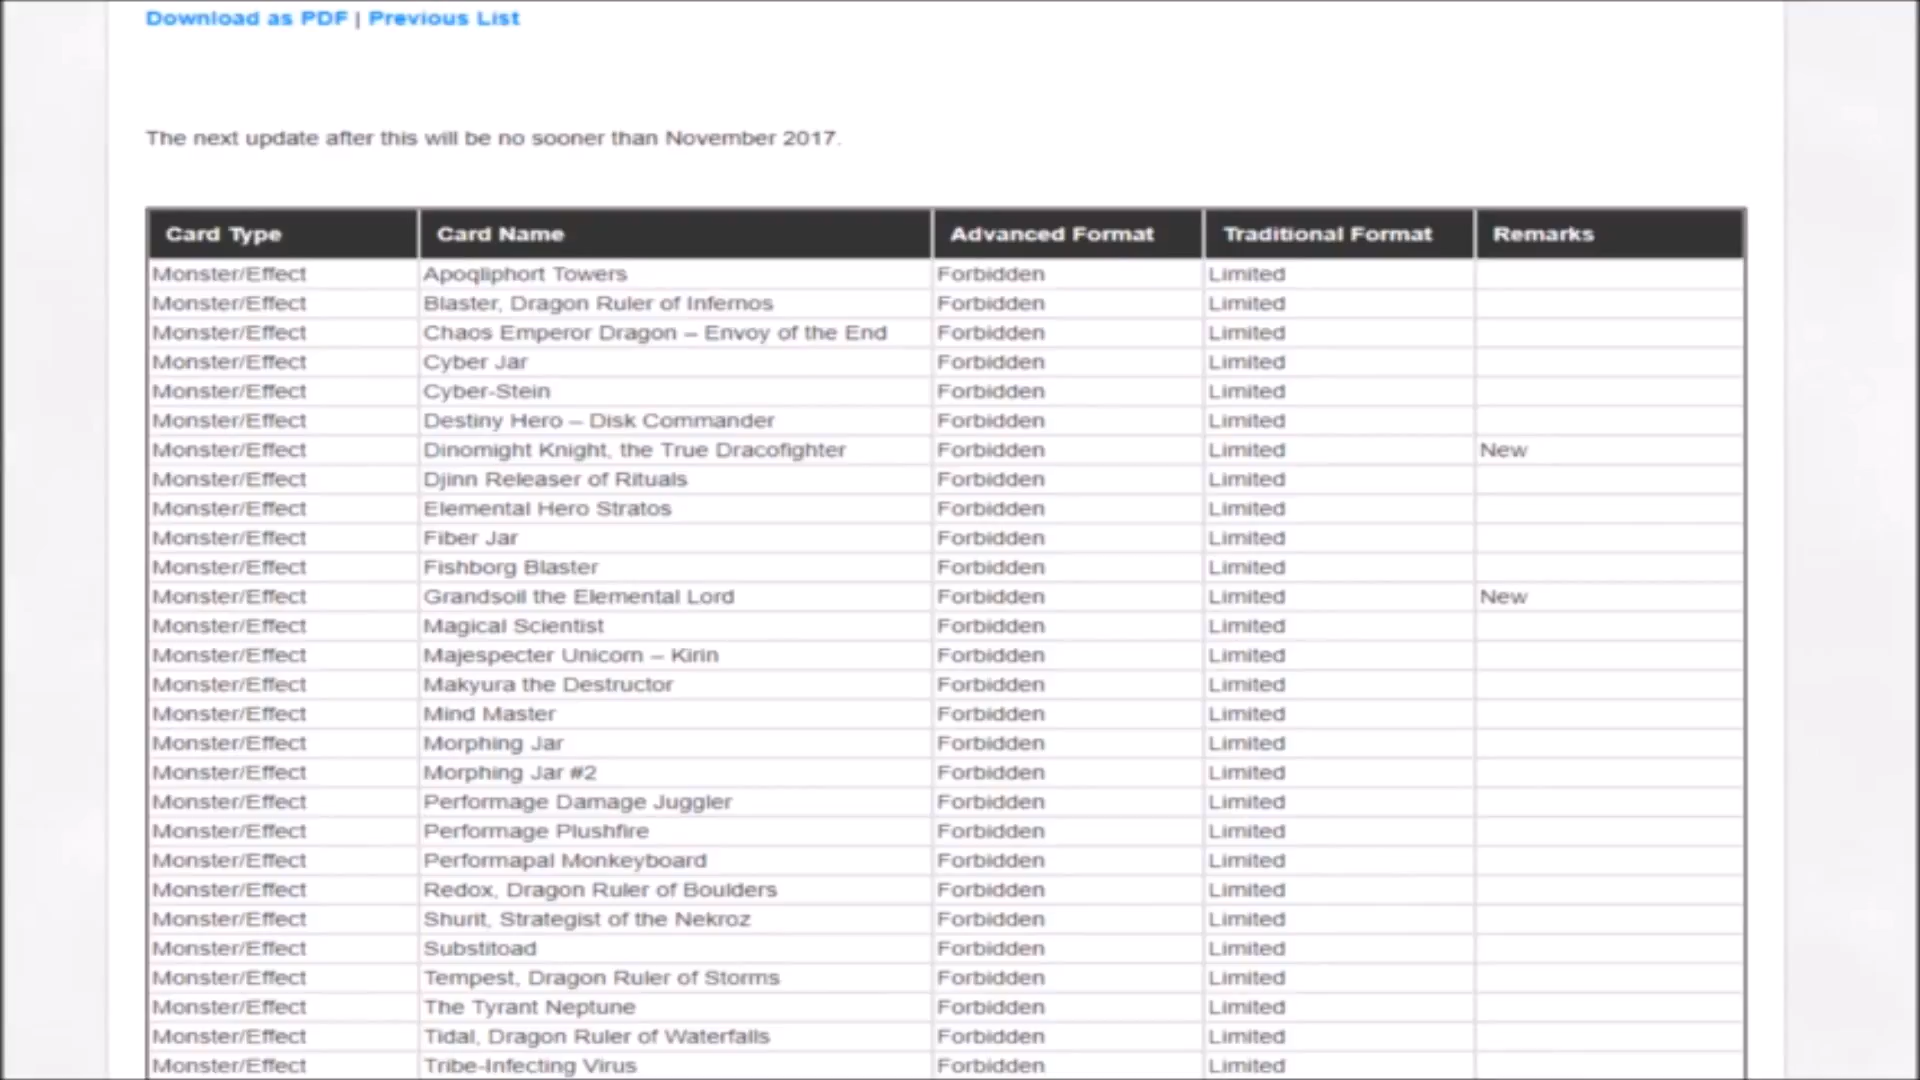 Download as PDF | Previous List
The next update after this will be no sooner than November 2017.
Card Type Card Name Advanced Format Traditional Format Remarks
Monster/Effect Apoqliphort Towers Forbidden Limited
Monster/Effect Blaster, Dragon Ruler of Infernos Forbidden Limited
Monster/Effect Chaos Emperor Dragon – Envoy of the End Forbidden Limited
Monster/Effect Cyber Jar Forbidden Limited
Monster/Effect Cyber-Stein Forbidden Limited
Monster/Effect Destiny Hero – Disk Commander Forbidden Limited
Monster/Effect Dinomight Knight, the True Dracofighter Forbidden Limited New
Monster/Effect Djinn Releaser of Rituals Forbidden Limited
Monster/Effect Elemental Hero Stratos Forbidden Limited
Monster/Effect Fiber Jar Forbidden Limited
Monster/Effect Fishborg Blaster Forbidden Limited
Monster/Effect Grandsoil the Elemental Lord Forbidden Limited New
Monster/Effect Magical Scientist Forbidden Limited
Monster/Effect Majespecter Unicorn – Kirin Forbidden Limited
Monster/Effect Makyura the Destructor Forbidden Limited
Monster/Effect Mind Master Forbidden Limited
Monster/Effect Morphing Jar Forbidden Limited
Monster/Effect Morphing Jar #2 Forbidden Limited
Monster/Effect Performage Damage Juggler Forbidden Limited
Monster/Effect Performage Plushfire Forbidden Limited
Monster/Effect Performapal Monkeyboard Forbidden Limited
Monster/Effect Redox, Dragon Ruler of Boulders Forbidden Limited
Monster/Effect Shurit, Strategist of the Nekroz Forbidden Limited
Monster/Effect Substitoad Forbidden Limited
Monster/Effect Tempest, Dragon Ruler of Storms Forbidden Limited
Monster/Effect The Tyrant Neptune Forbidden Limited
Monster/Effect Tidal, Dragon Ruler of Waterfalls Forbidden Limited
Monster/Effect Tribe-Infecting Virus Forbidden Limited